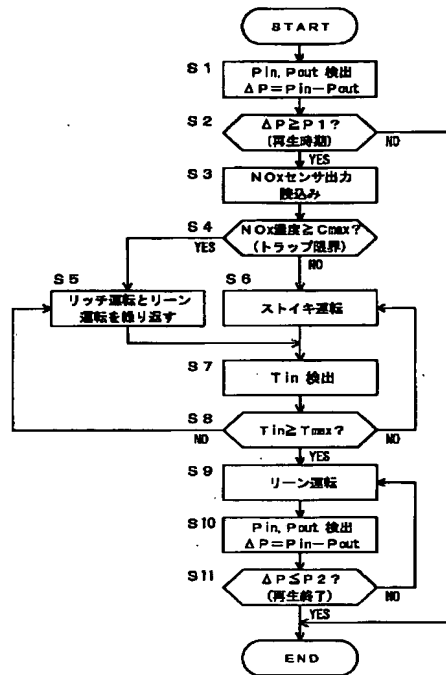 START
S1
Pin, Pout 検出
ΔP=Pin−Pout
S2
ΔP≧P1?
(再生時期)
NO
YES
S3
NOxセンサ出力
読込み
S4
NOx濃度≧Cmax?
(トラップ限界)
YES
NO
S5
リッチ運転とリーン
運転を繰り返す
S6
ストイキ運転
S7
Tin 検出
S8
Tin≧Tmax?
NO
NO
YES
S9
リーン運転
S10
Pin, Pout 検出
ΔP=Pin−Pout
S11
ΔP≦P2?
(再生終了)
NO
YES
END